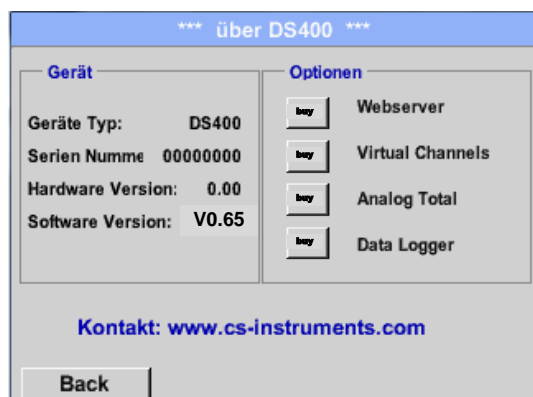 *** über DS400 ***
Gerät
Geräte Typ: DS400
Serien Numme 00000000
Hardware Version: 0.00
Software Version: V0.65
Optionen
buy Webserver
buy Virtual Channels
buy Analog Total
buy Data Logger
Kontakt: www.cs-instruments.com
Back